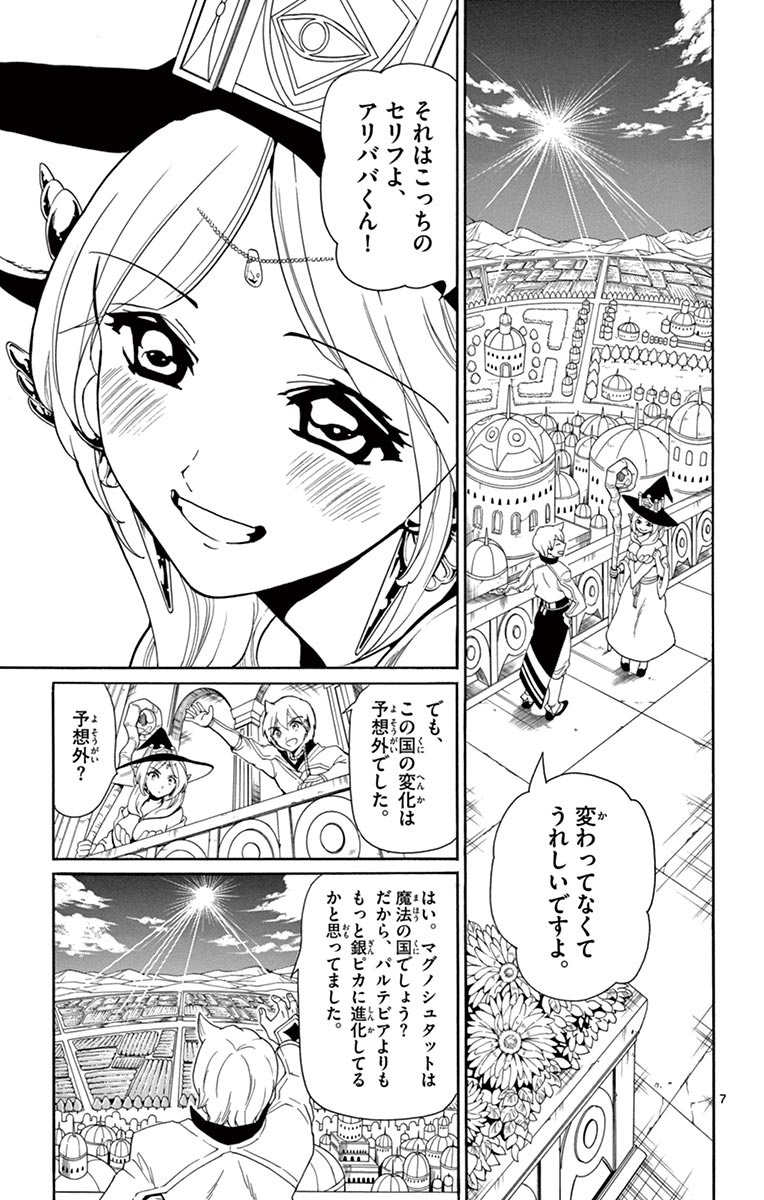 変わってなくて
うれしいですよ。
それはこっちの
セリフよ、
アリババくん!
でも、
この国の変化は
予想外でした。
予想外?
はい。マグノシュタットは
魔法の国でしょう?
だから、パルテビアよりも
もっと銀ピカに進化してる
かと思ってました。
7